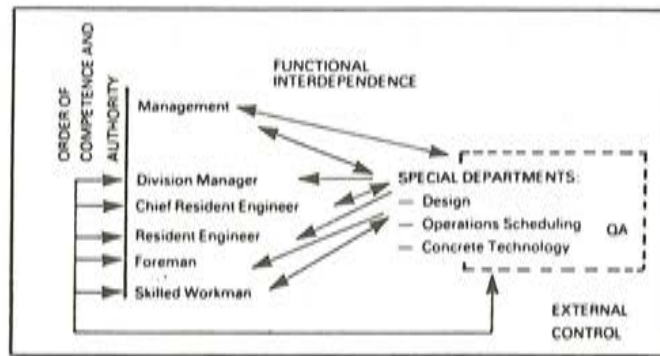 ORDER OF
COMPETENCE AND
AUTHORITY
FUNCTIONAL
INTERDEPENDENCE
Management
Division Manager
Chief Resident Engineer
Resident Engineer
Foreman
Skilled Workman
SPECIAL DEPARTMENTS:
— Design
— Operations Scheduling
— Concrete Technology
QA
EXTERNAL
CONTROL